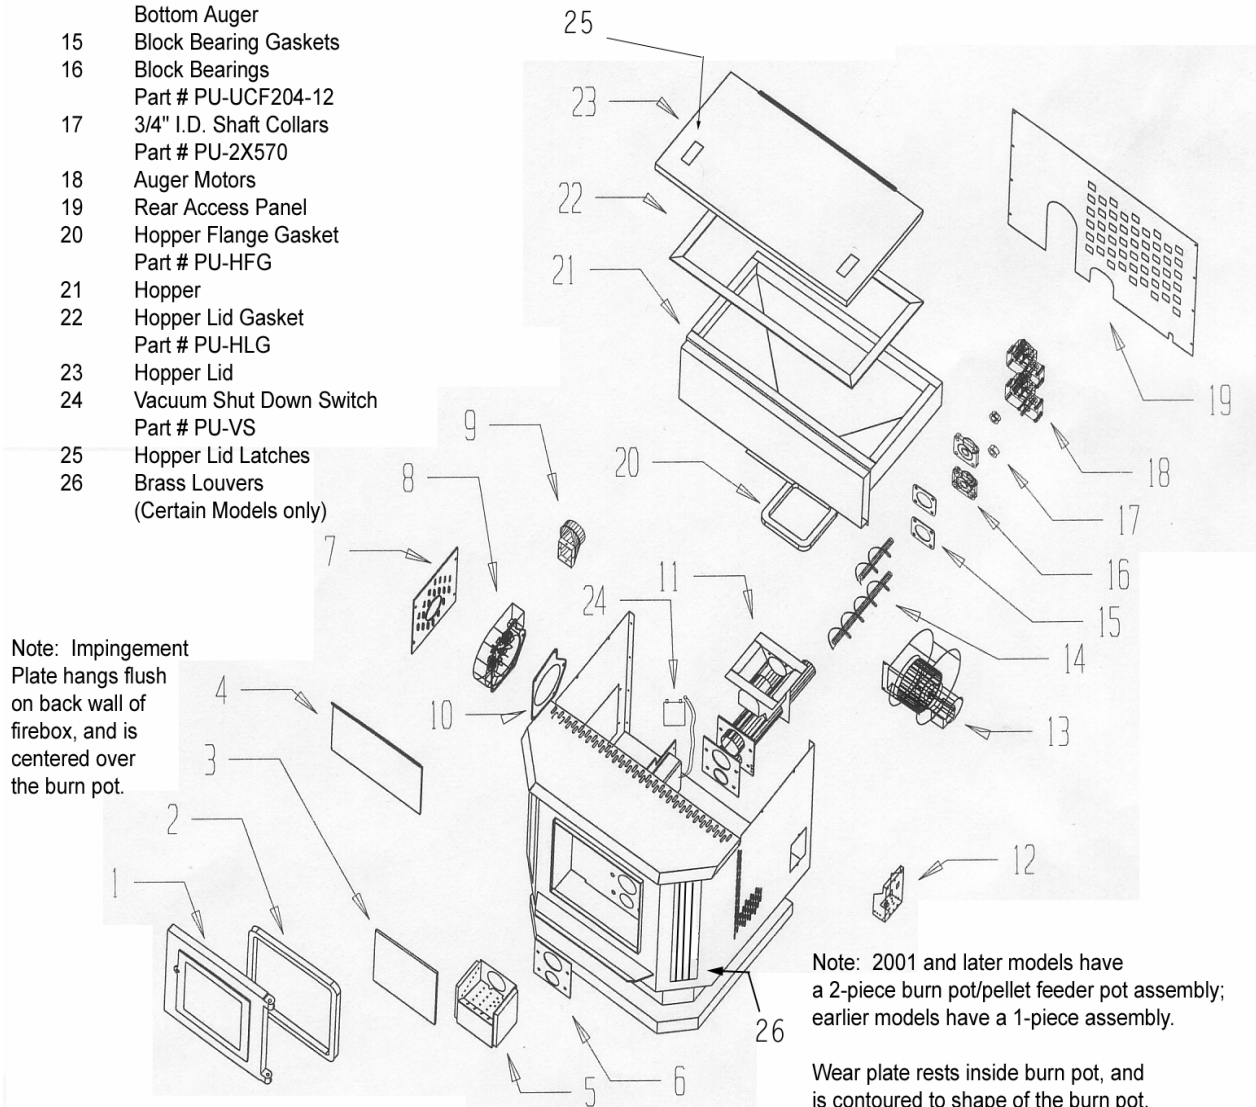 Bottom Auger
15 Block Bearing Gaskets
16 Block Bearings
Part # PU-UCF204-12
17 3/4" I.D. Shaft Collars
Part # PU-2X570
18 Auger Motors
19 Rear Access Panel
20 Hopper Flange Gasket
Part # PU-HFG
21 Hopper
22 Hopper Lid Gasket
Part # PU-HLG
23 Hopper Lid
24 Vacuum Shut Down Switch
Part # PU-VS
25 Hopper Lid Latches
26 Brass Louvers
(Certain Models only)
25
23
22
21
19
9
20
18
8
17
7
11
16
24
15
14
Note: Impingement
Plate hangs flush
on back wall of
firebox, and is
centered over
the burn pot.
4
10
13
3
2
1
12
Note: 2001 and later models have
a 2-piece burn pot/pellet feeder pot assembly;
earlier models have a 1-piece assembly.
26
6
5
Wear plate rests inside burn pot, and
is contoured to shape of the burn pot.